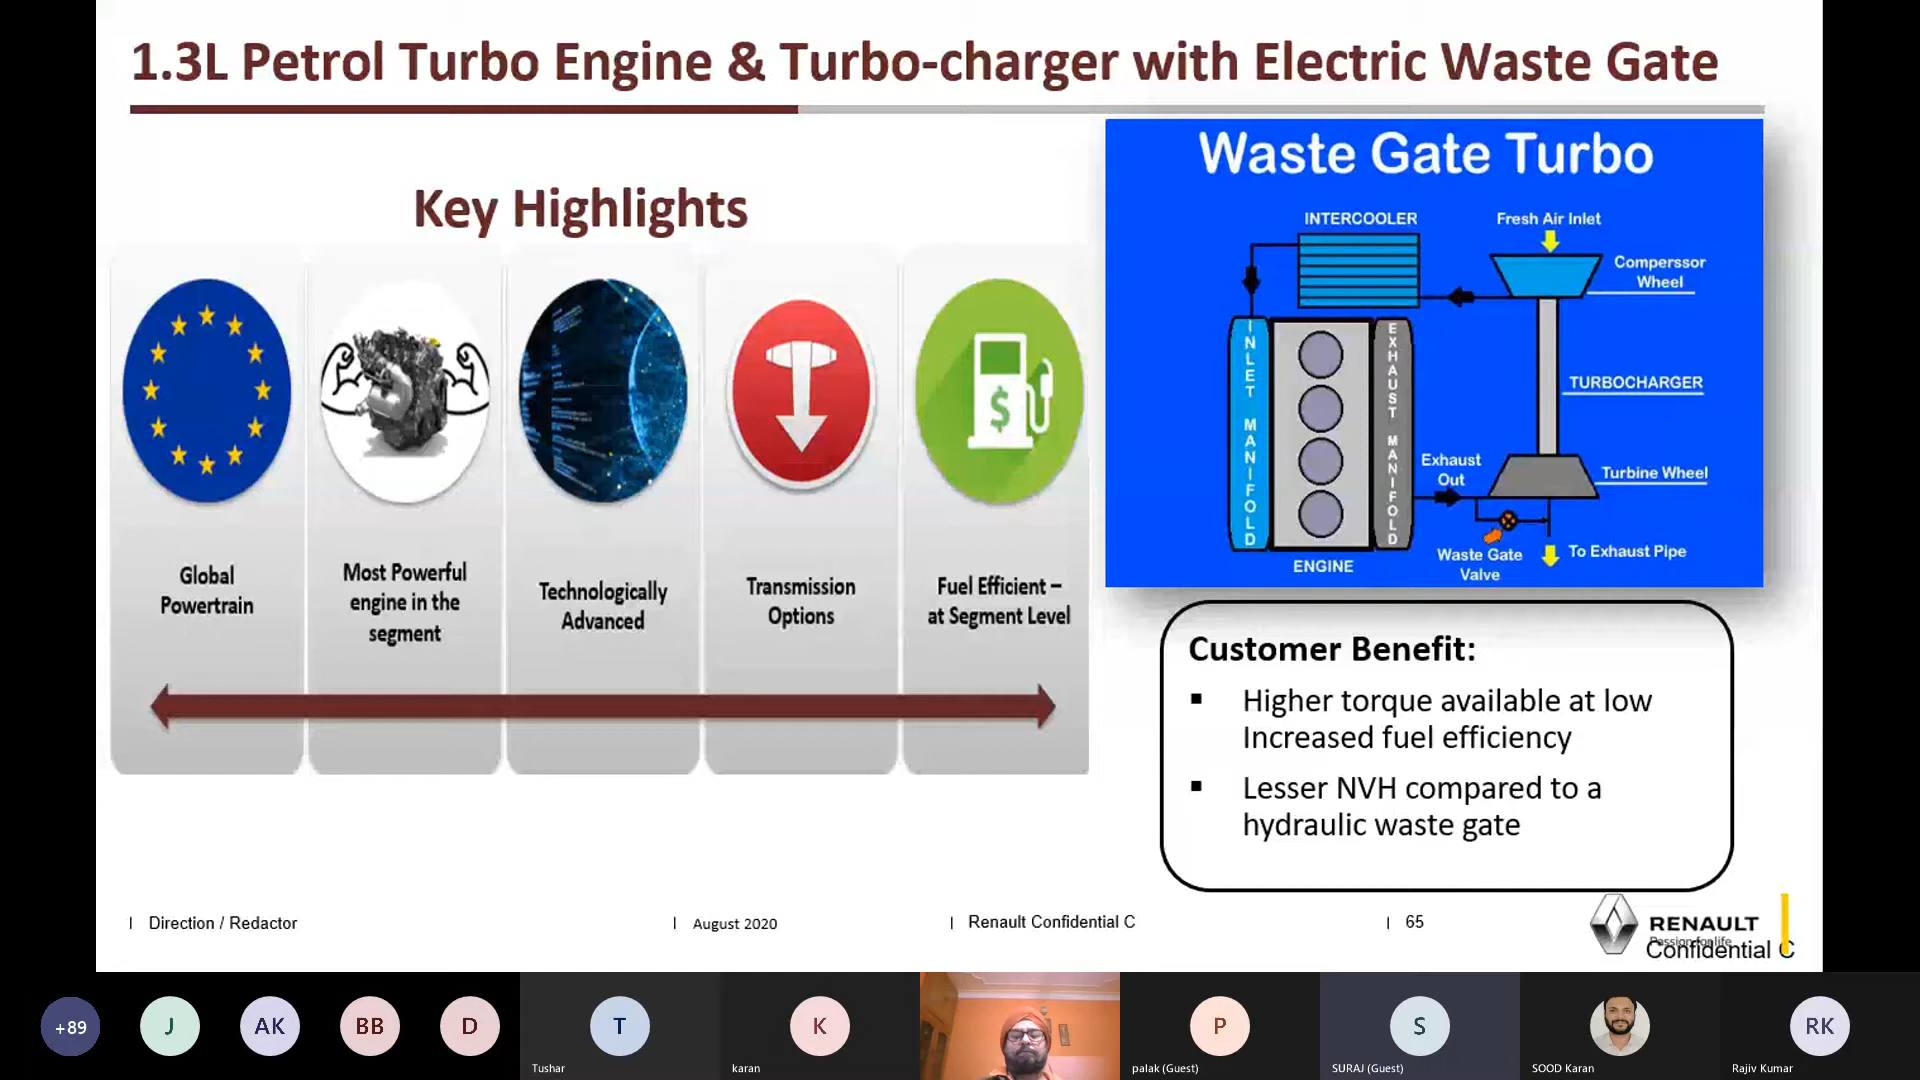 1.3L Petrol Turbo Engine & Turbo-charger with Electric Waste Gate
Key Highlights
Global
Powertrain
Most Powerful
engine in the
segment
Technologically
Advanced
Transmission
Options
$
Fuel Efficient –
at Segment Level
Waste Gate Turbo
INTERCOOLER
Fresh Air Inlet
Comperssor
Wheel
INLET MANIFOLD
EXHAUST MANIFOLD
TURBOCHARGER
Exhaust
Out
Turbine Wheel
Waste Gate
Valve
To Exhaust Pipe
ENGINE
Customer Benefit:
▪ Higher torque available at low
Increased fuel efficiency
▪ Lesser NVH compared to a
hydraulic waste gate
Direction / Redactor
August 2020
Renault Confidential C
65
RENAULT
Passion for life
Confidential C
+89
J
AK
BB
D
T
Tushar
K
karan
P
palak (Guest)
S
SURAJ (Guest)
SOOD Karan
RK
Rajiv Kumar